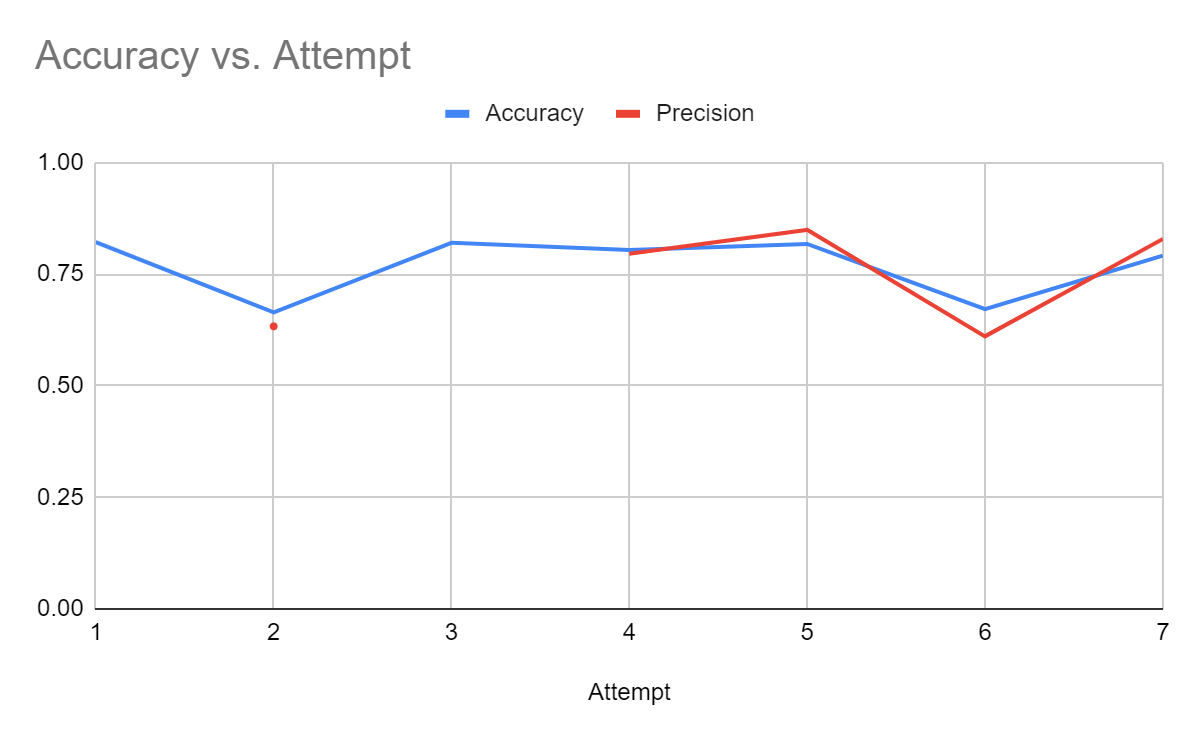 Accuracy vs. Attempt
Accuracy Precision
1.00
0.75
0.50
0.25
0.00
1 2 3 4 5 6 7
Attempt